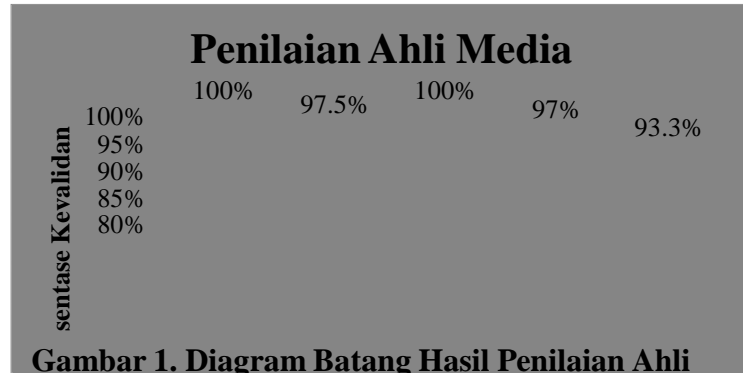 Penilaian Ahli Media
100% 97.5% 100% 97% 93.3%
100%
95%
90%
85%
80%
sentase Kevalidan
Gambar 1. Diagram Batang Hasil Penilaian Ahli